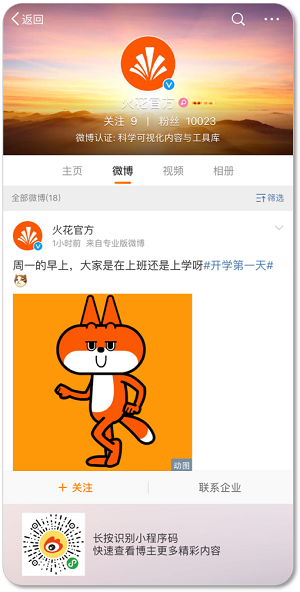 返回
火花官方
关注 9 | 粉丝 10023
微博认证: 科学可视化内容与工具库
主页 微博 视频 相册
全部微博(18) 筛选
火花官方
1小时前 来自专业版微博
周一的早上，大家是在上班还是上学呀#开学第一天#
动图
+ 关注 联系企业
长按识别小程序码
快速查看博主更多精彩内容